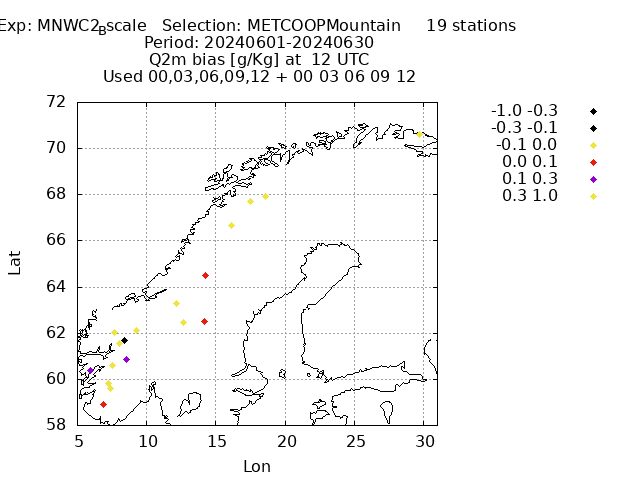 Exp: MNWC2Bscale   Selection: METCOOPMountain     19 stations
Period: 20240601-20240630
Q2m bias [g/Kg] at  12 UTC
Used 00,03,06,09,12 + 00 03 06 09 12
-1.0 -0.3
-0.3 -0.1
-0.1 0.0
0.0 0.1
0.1 0.3
0.3 1.0
72
70
68
66
64
62
60
58
Lat
5 10 15 20 25 30
Lon